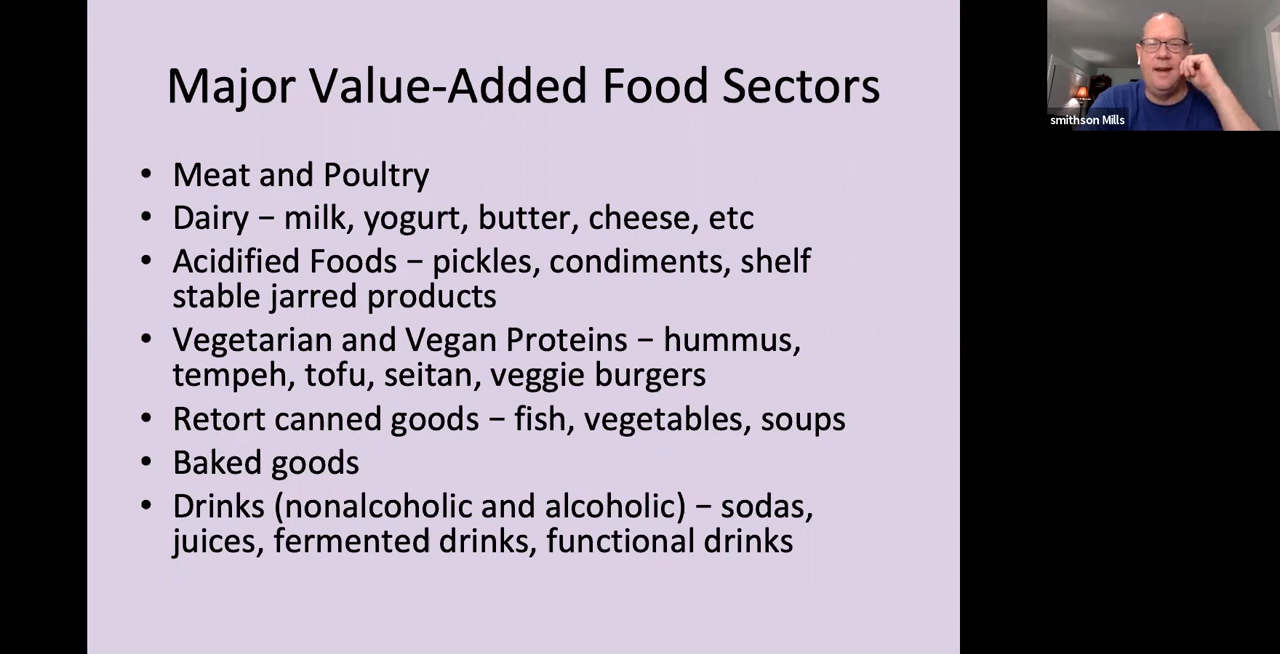 Major Value-Added Food Sectors
• Meat and Poultry
• Dairy – milk, yogurt, butter, cheese, etc
• Acidified Foods – pickles, condiments, shelf
stable jarred products
• Vegetarian and Vegan Proteins – hummus,
tempeh, tofu, seitan, veggie burgers
• Retort canned goods – fish, vegetables, soups
• Baked goods
• Drinks (nonalcoholic and alcoholic) – sodas,
juices, fermented drinks, functional drinks
smithson Mills